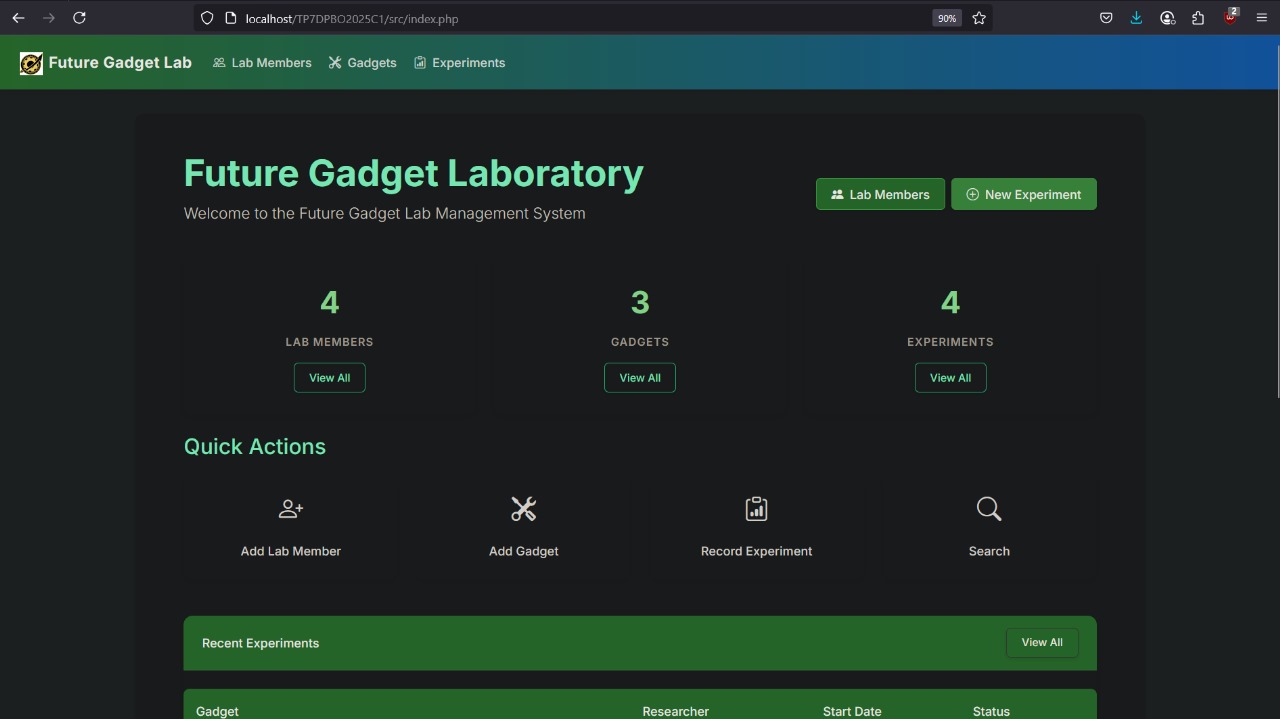 localhost/TP7DPBO2025C1/src/index.php
90%
2
Future Gadget Lab
Lab Members
Gadgets
Experiments
Future Gadget Laboratory
Welcome to the Future Gadget Lab Management System
Lab Members
New Experiment
4
3
4
LAB MEMBERS
GADGETS
EXPERIMENTS
View All
View All
View All
Quick Actions
Add Lab Member
Add Gadget
Record Experiment
Search
Recent Experiments
View All
Gadget
Researcher
Start Date
Status